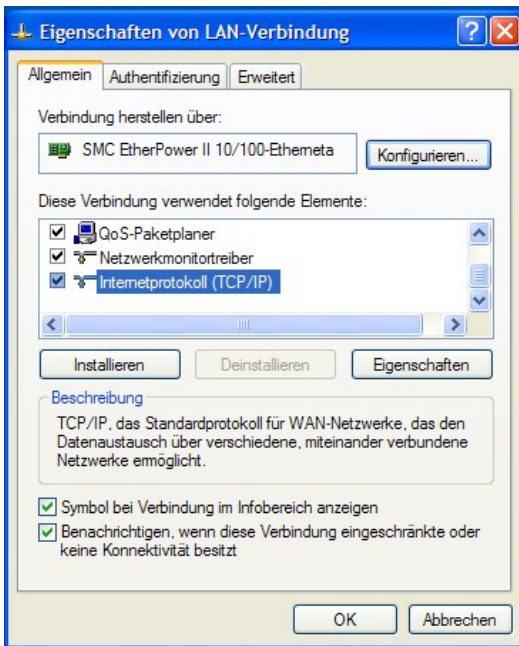 Eigenschaften von LAN-Verbindung
Allgemein Authentifizierung Erweitert
Verbindung herstellen über:
SMC EtherPower II 10/100-Etherneta
Konfigurieren...
Diese Verbindung verwendet folgende Elemente:
QoS-Paketplaner
Netzwerkmonitortreiber
Internetprotokoll (TCP/IP)
Installieren Deinstallieren Eigenschaften
Beschreibung
TCP/IP, das Standardprotokoll für WAN-Netzwerke, das den
Datenaustausch über verschiedene, miteinander verbundene
Netzwerke ermöglicht.
Symbol bei Verbindung im Infobereich anzeigen
Benachrichtigen, wenn diese Verbindung eingeschränkte oder
keine Konnektivität besitzt
OK Abbrechen